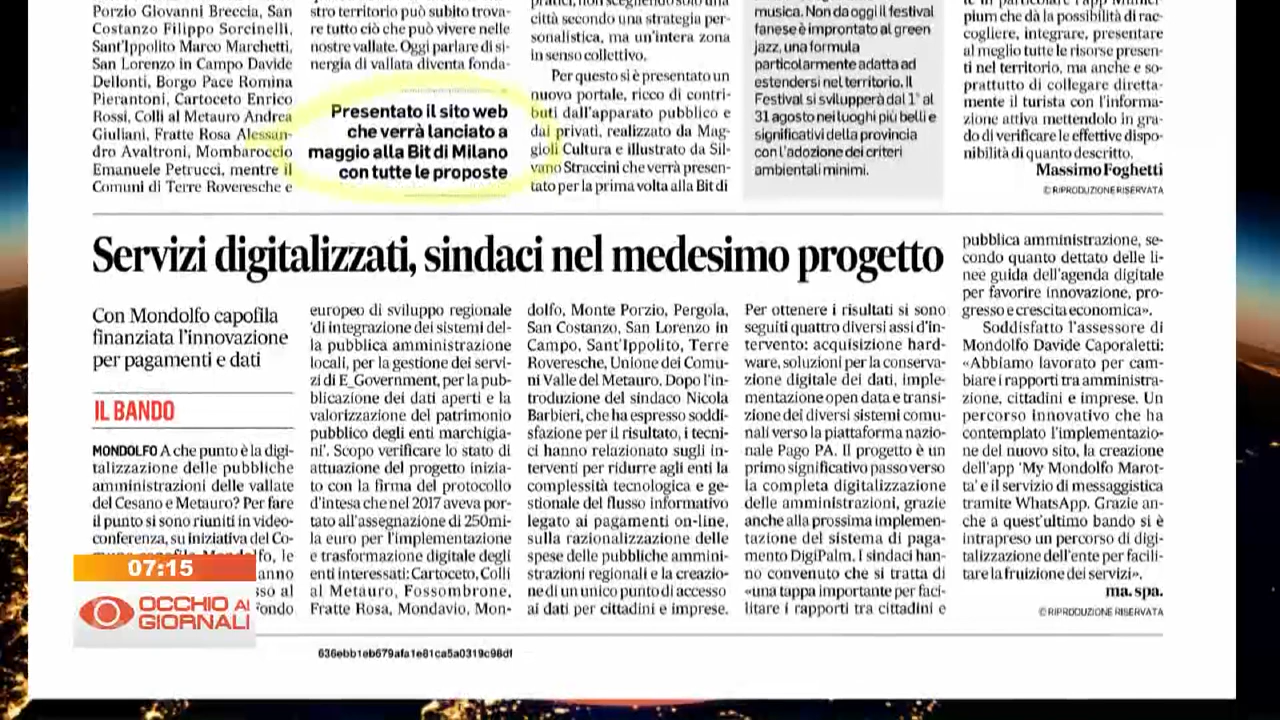 Porzio Giovanni Breccia, San
Costanzo Filippo Sorcinelli,
Sant'Ippolito Marco Marchetti,
San Lorenzo in Campo Davide
Dellonti, Borgo Pace Romina
Pierantoni, Cartoceto Enrico
Rossi, Colli al Metauro Andrea
Giuliani, Fratte Rosa Alessan-
dro Avaltroni, Mombaroccio
Emanuele Petrucci, mentre il
Comuni di Terre Roveresche e
stro territorio può subito trova-
re tutto ciò che può vivere nelle
nostre vallate. Oggi parlare di si-
nergia di vallata diventa fonda-
Presentato il sito web
che verrà lanciato a
maggio alla Bit di Milano
con tutte le proposte
città secondo una strategia per-
sonalistica, ma un'intera zona
in senso collettivo.
Per questo si è presentato un
nuovo portale, ricco di contri-
buti dall'apparato pubblico e
dai privati, realizzato da Mag-
gioli Cultura e illustrato da Sil-
vano Straccini che verrà presen-
tato per la prima volta alla Bit di
musica. Non da oggi il festival
fanese è improntato al green
jazz, una formula
particolarmente adatta ad
estendersi nel territorio. Il
Festival si svilupperà dal 1° al
31 agosto nei luoghi più belli e
significativi della provincia
con l'adozione dei criteri
ambientali minimi.
pium che dà la possibilità di rac-
cogliere, integrare, presentare
al meglio tutte le risorse presen-
ti nel territorio, ma anche e so-
prattutto di collegare diretta-
mente il turista con l'informa-
zione attiva mettendolo in gra-
do di verificare le effettive dispo-
nibilità di quanto descritto.
Massimo Foghetti
© RIPRODUZIONE RISERVATA
Servizi digitalizzati, sindaci nel medesimo progetto
Con Mondolfo capofila
finanziata l'innovazione
per pagamenti e dati
IL BANDO
MONDOLFO A che punto è la digi-
talizzazione delle pubbliche
amministrazioni delle vallate
del Cesano e Metauro? Per fare
il punto si sono riuniti in video-
conferenza, su iniziativa del Co-
europeo di sviluppo regionale
'di integrazione dei sistemi del-
la pubblica amministrazione
locali, per la gestione dei servi-
zi di E_Government, per la pub-
blicazione dei dati aperti e la
valorizzazione del patrimonio
pubblico degli enti marchigia-
ni'. Scopo verificare lo stato di
attuazione del progetto inizia-
to con la firma del protocollo
d'intesa che nel 2017 aveva por-
tato all'assegnazione di 250mi-
la euro per l'implementazione
e trasformazione digitale degli
enti interessati: Cartoceto, Colli
al Metauro, Fossombrone,
Fratte Rosa, Mondavio, Mon-
dolfo, Monte Porzio, Pergola,
San Costanzo, San Lorenzo in
Campo, Sant'Ippolito, Terre
Roveresche, Unione dei Comu-
ni Valle del Metauro. Dopo l'in-
troduzione del sindaco Nicola
Barbieri, che ha espresso soddi-
sfazione per il risultato, i tecni-
ci hanno relazionato sugli in-
terventi per ridurre agli enti la
complessità tecnologica e ge-
stionale del flusso informativo
legato ai pagamenti on-line,
sulla razionalizzazione delle
spese delle pubbliche ammini-
strazioni regionali e la creazio-
ne di un unico punto di accesso
ai dati per cittadini e imprese.
Per ottenere i risultati si sono
seguiti quattro diversi assi d'in-
tervento: acquisizione hard-
ware, soluzioni per la conserva-
zione digitale dei dati, imple-
mentazione open data e transi-
zione dei diversi sistemi comu-
nali verso la piattaforma nazio-
nale Pago PA. Il progetto è un
primo significativo passo verso
la completa digitalizzazione
delle amministrazioni, grazie
anche alla prossima implemen-
tazione del sistema di paga-
mento DigiPalm. I sindaci han-
no convenuto che si tratta di
«una tappa importante per faci-
litare i rapporti tra cittadini e
pubblica amministrazione, se-
condo quanto dettato delle li-
nee guida dell'agenda digitale
per favorire innovazione, pro-
gresso e crescita economica».
Soddisfatto l'assessore di
Mondolfo Davide Caporaletti:
«Abbiamo lavorato per cam-
biare i rapporti tra amministra-
zione, cittadini e imprese. Un
percorso innovativo che ha
contemplato l'implementazio-
ne del nuovo sito, la creazione
dell'app 'My Mondolfo Marot-
ta' e il servizio di messaggistica
tramite WhatsApp. Grazie an-
che a quest'ultimo bando si è
intrapreso un percorso di digi-
talizzazione dell'ente per facili-
tare la fruizione dei servizi».
ma. spa.
© RIPRODUZIONE RISERVATA
07:15
OCCHIO AI
GIORNALI
636ebb1eb679afa1e81ca5a0319c98df